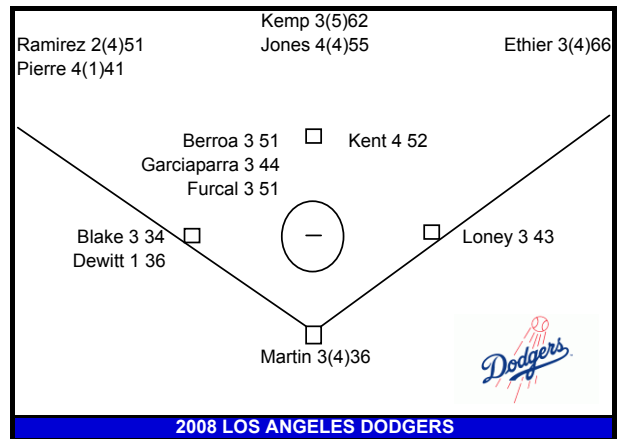 Kemp 3(5)62
Ramirez 2(4)51 Jones 4(4)55 Ethier 3(4)66
Pierre 4(1)41
Berroa 3 51 Kent 4 52
Garciaparra 3 44
Furcal 3 51
Blake 3 34 Loney 3 43
Dewitt 1 36
Martin 3(4)36
Dodgers
2008 LOS ANGELES DODGERS